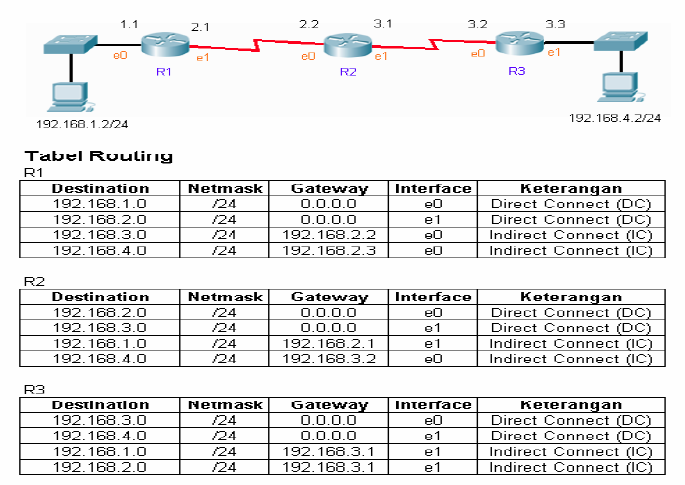 1.1 2.1 2.2 3.1 3.2 3.3
e0 e1 e0 e1 e0 e1
R1 R2 R3
192.168.1.2/24 192.168.4.2/24
Tabel Routing
R1
Destination Netmask Gateway Interface Keterangan
192.168.1.0 /24 0.0.0.0 e0 Direct Connect (DC)
192.168.2.0 /24 0.0.0.0 e1 Direct Connect (DC)
192.168.3.0 /24 192.168.2.2 e0 Indirect Connect (IC)
192.168.4.0 /24 192.168.2.3 e1 Indirect Connect (IC)
R2
Destination Netmask Gateway Interface Keterangan
192.168.2.0 /24 0.0.0.0 e0 Direct Connect (DC)
192.168.3.0 /24 0.0.0.0 e1 Direct Connect (DC)
192.168.1.0 /24 192.168.2.1 e1 Indirect Connect (IC)
192.168.4.0 /24 192.168.3.2 e0 Indirect Connect (IC)
R3
Destination Netmask Gateway Interface Keterangan
192.168.3.0 /24 0.0.0.0 e0 Direct Connect (DC)
192.168.4.0 /24 0.0.0.0 e1 Direct Connect (DC)
192.168.1.0 /24 192.168.3.1 e1 Indirect Connect (IC)
192.168.2.0 /24 192.168.3.1 e1 Indirect Connect (IC)